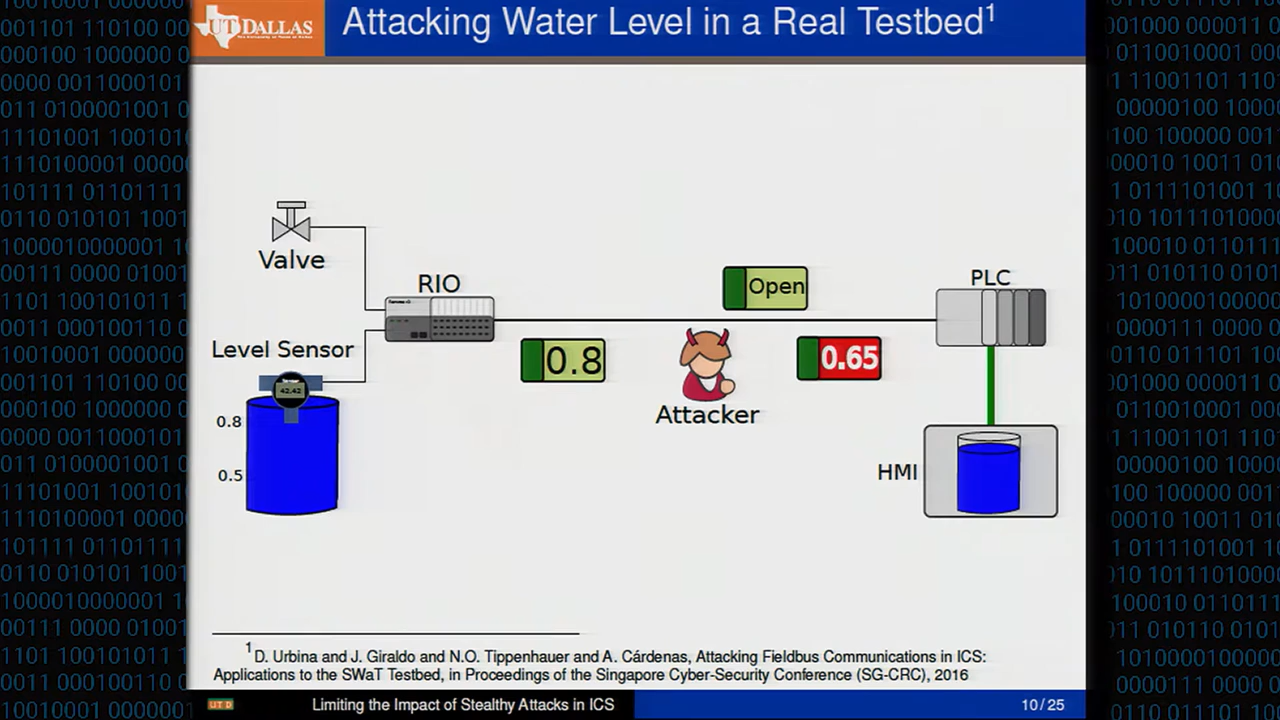 UT DALLAS
Attacking Water Level in a Real Testbed1
Valve
RIO
Open
PLC
Level Sensor
42.42
0.8
0.65
0.8
Attacker
0.5
HMI
1D. Urbina and J. Giraldo and N.O. Tippenhauer and A. Cárdenas, Attacking Fieldbus Communications in ICS:
Applications to the SWaT Testbed, in Proceedings of the Singapore Cyber-Security Conference (SG-CRC), 2016
UT D
Limiting the Impact of Stealthy Attacks in ICS
10/25